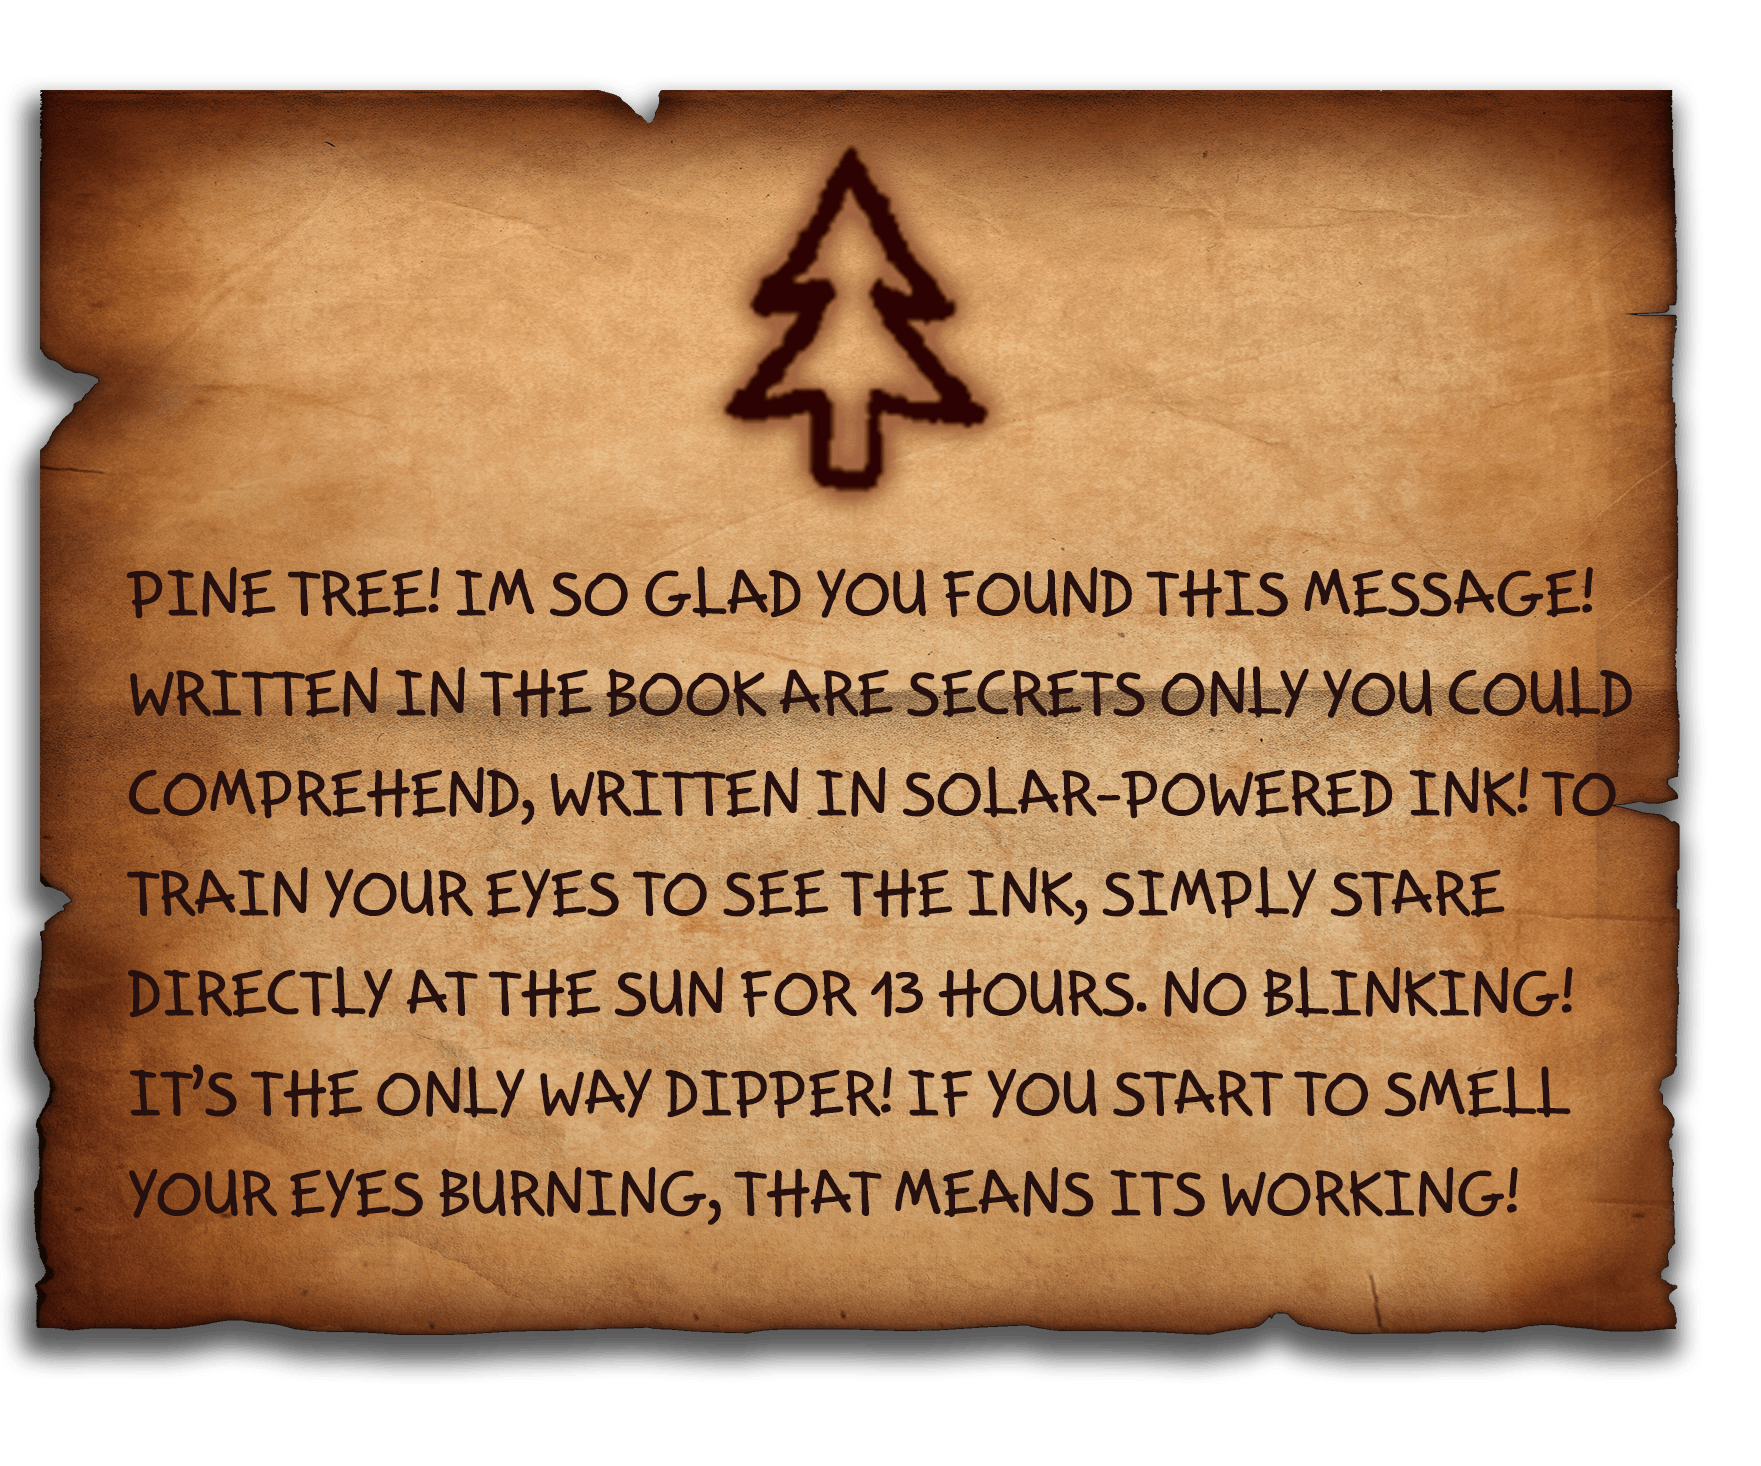 PINE TREE! IM SO GLAD YOU FOUND THIS MESSAGE!
WRITTEN IN THE BOOK ARE SECRETS ONLY YOU COULD
COMPREHEND, WRITTEN IN SOLAR-POWERED INK! TO
TRAIN YOUR EYES TO SEE THE INK, SIMPLY STARE
DIRECTLY AT THE SUN FOR 13 HOURS. NO BLINKING!
IT'S THE ONLY WAY DIPPER! IF YOU START TO SMELL
YOUR EYES BURNING, THAT MEANS ITS WORKING!